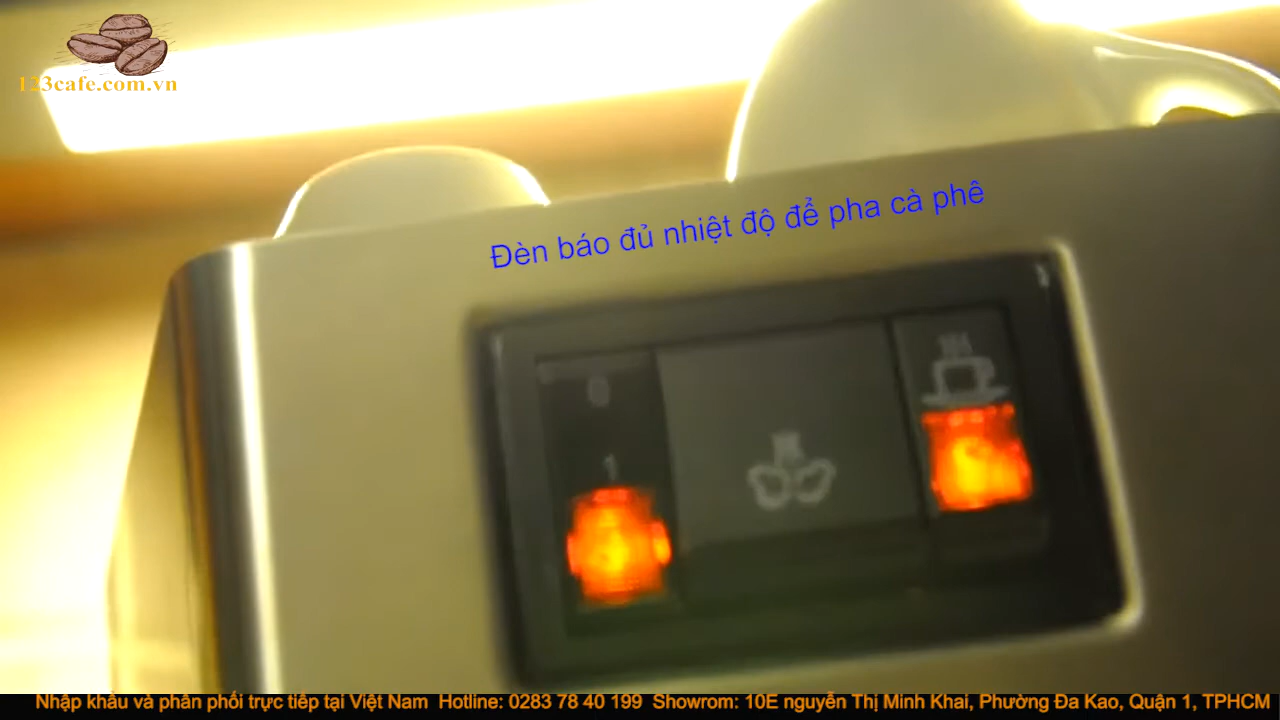 123cafe.com.vn
Đèn báo đủ nhiệt độ để pha cà phê
0
1
Nhập khẩu và phân phối trực tiếp tại Việt Nam Hotline: 0283 78 40 199 Showrom: 10E nguyễn Thị Minh Khai, Phường Đa Kao, Quận 1, TPHCM